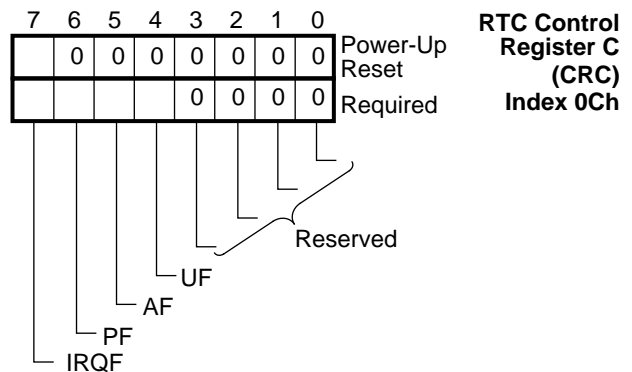 7 6 5 4 3 2 1 0
RTC Control
Register C
(CRC)
Index 0Ch
0 0 0 0 0 0 0
Power-Up
Reset
0 0 0 0
Required
Reserved
UF
AF
PF
IRQF